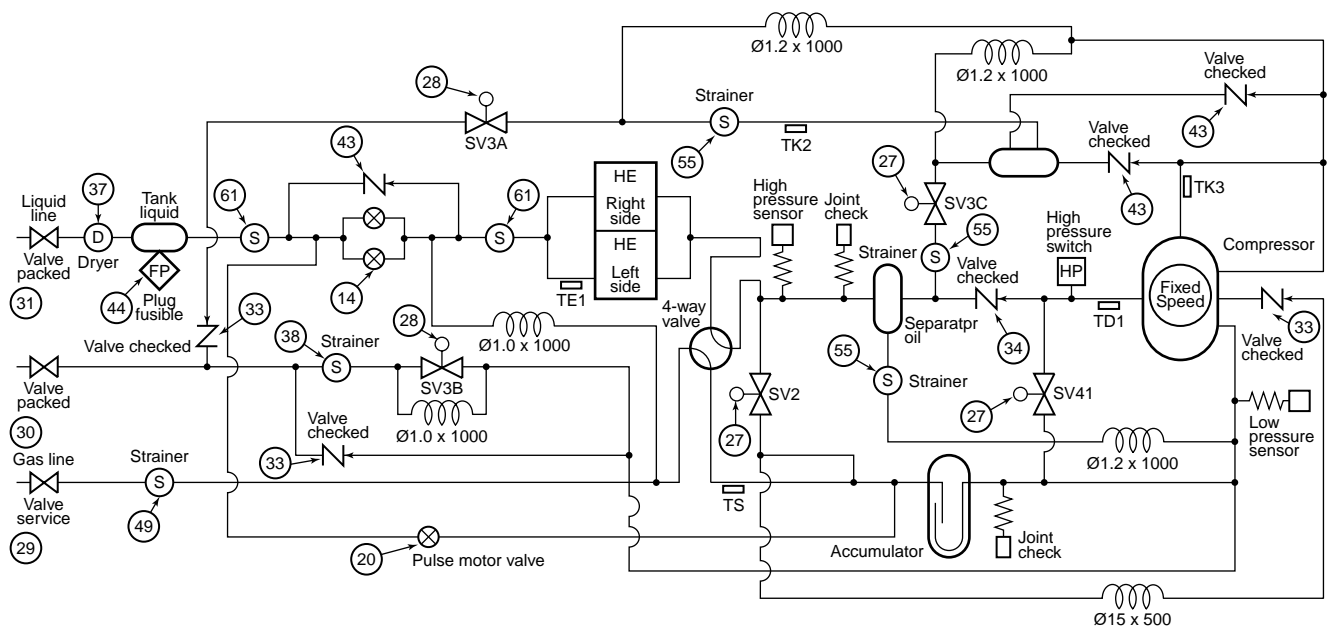 Ø1.2 x 1000
Ø1.2 x 1000
Valve
checked
28
SV3A
Strainer
S
55
TK2
43
43
Valve
checked
43
TK3
37
Liquid
line
D
Dryer
Valve
packed
31
Tank
liquid
FP
44
Plug
fusible
61
S
61
S
14
HE
Right
side
HE
Left
side
TE1
27
SV3C
High
pressure
sensor
Joint
check
Strainer
S
55
Valve
checked
34
High
pressure
switch
HP
TD1
Compressor
Fixed
Speed
33
Valve
checked
33
Valve checked
38
Strainer
S
28
SV3B
Ø1.0 x 1000
Ø1.0 x 1000
4-way
valve
Separatpr
oil
55
S
Strainer
27
SV2
27
SV41
Valve
packed
30
Valve
checked
33
Low
pressure
sensor
Ø1.2 x 1000
Gas line
Valve
service
29
Strainer
S
49
TS
20
Pulse motor valve
Accumulator
Joint
check
Ø15 x 500